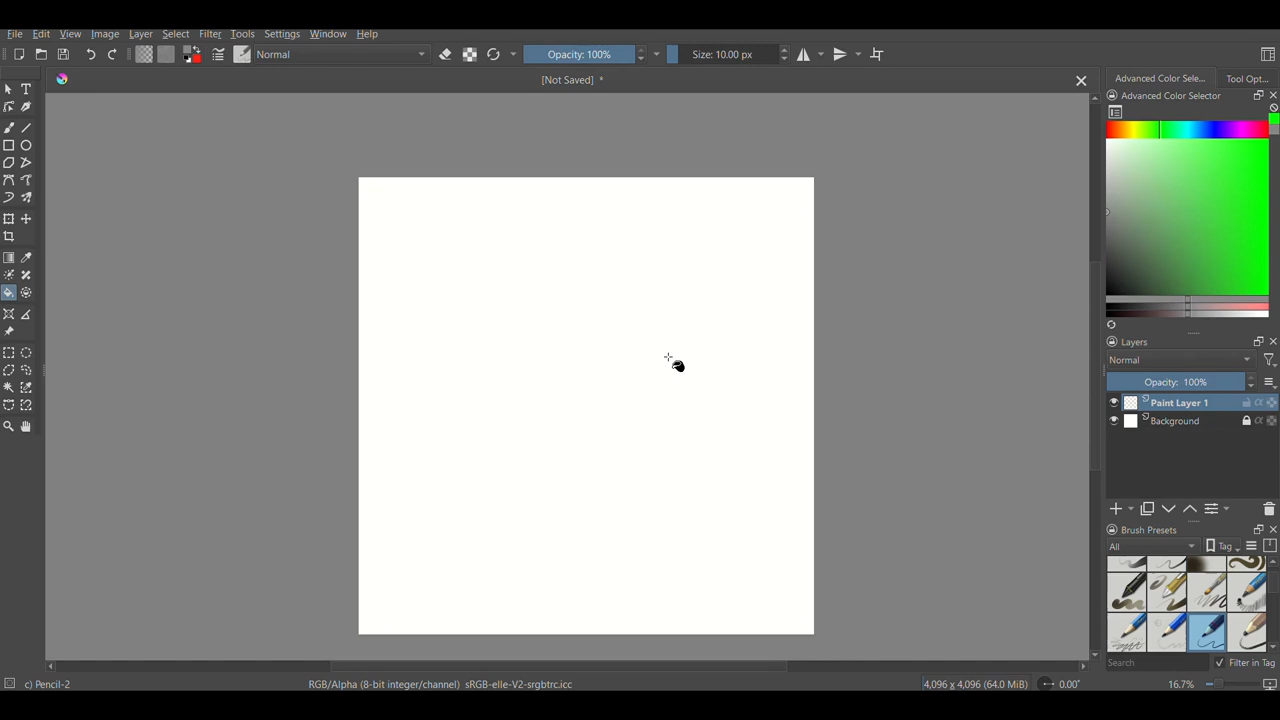 File Edit View Image Layer Select Filter Tools Settings Window Help
Normal Opacity: 100% Size: 10.00 px
[Not Saved] *
Advanced Color Sele... Tool Opt...
Advanced Color Selector
Layers
Normal
Opacity: 100%
Paint Layer 1
Background
Brush Presets
All Tag
Search Filter in Tag
c) Pencil-2 RGB/Alpha (8-bit integer/channel) sRGB-elle-V2-srgbtrc.icc 4,096 x 4,096 (64.0 MiB) 0.00° 16.7%